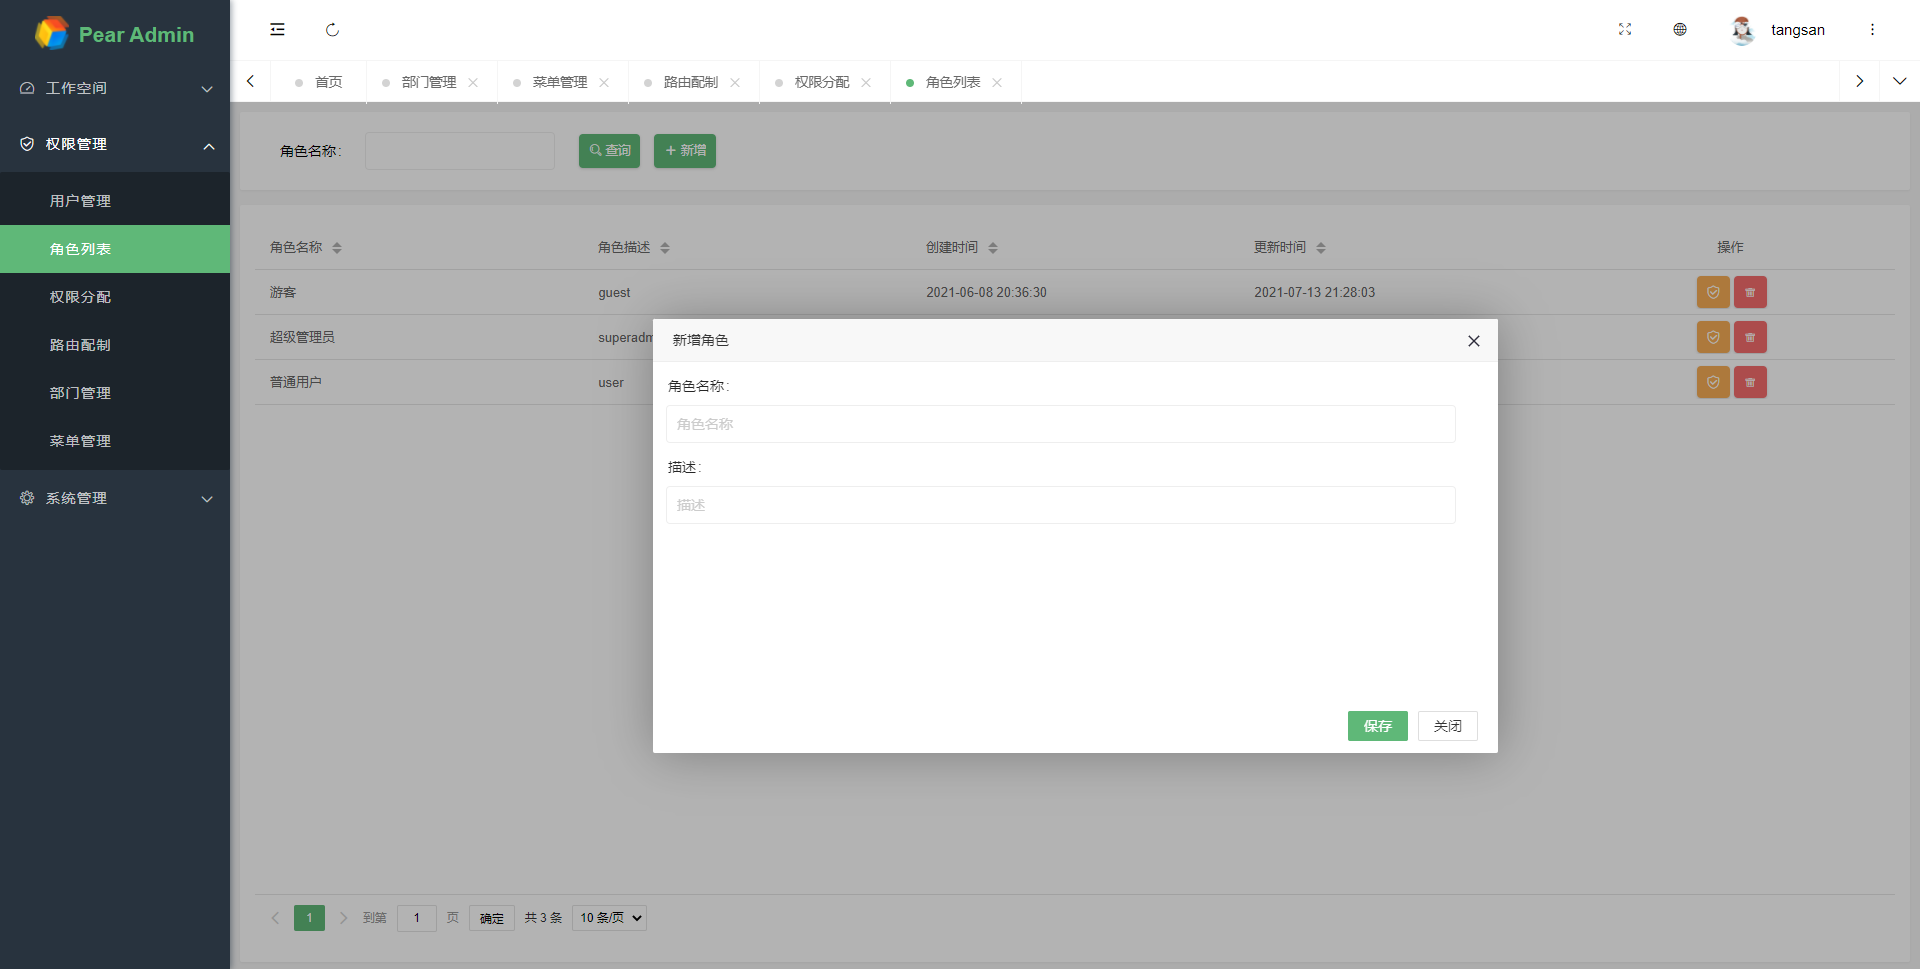 Pear Admin
工作空间
权限管理
用户管理
角色列表
权限分配
路由配制
部门管理
菜单管理
系统管理
tangsan
首页
部门管理
菜单管理
路由配制
权限分配
角色列表
角色名称:
查询
新增
角色名称 角色描述 创建时间 更新时间 操作
游客 guest 2021-06-08 20:36:30 2021-07-13 21:28:03
超级管理员
普通用户 user
新增角色
角色名称:
角色名称
描述:
描述
保存 关闭
1 到第 1 页 确定 共 3 条 10 条/页